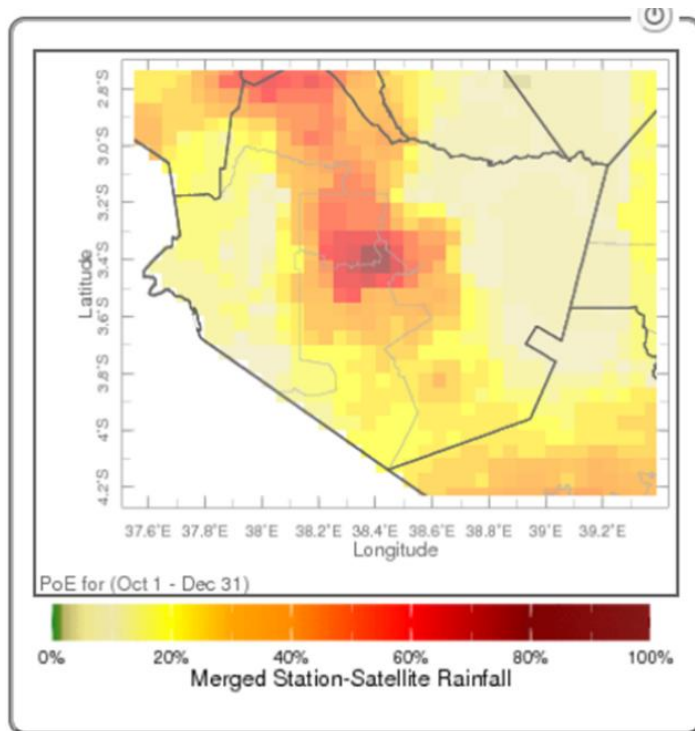 2.8°S
3.0°S
3.2°S
3.4°S
3.6°S
3.8°S
4°S
4.2°S
Latitude
37.6°E 37.8°E 38°E 38.2°E 38.4°E 38.6°E 38.8°E 39°E 39.2°E
Longitude
PoE for (Oct 1 - Dec 31)
0% 20% 40% 60% 80% 100%
Merged Station-Satellite Rainfall